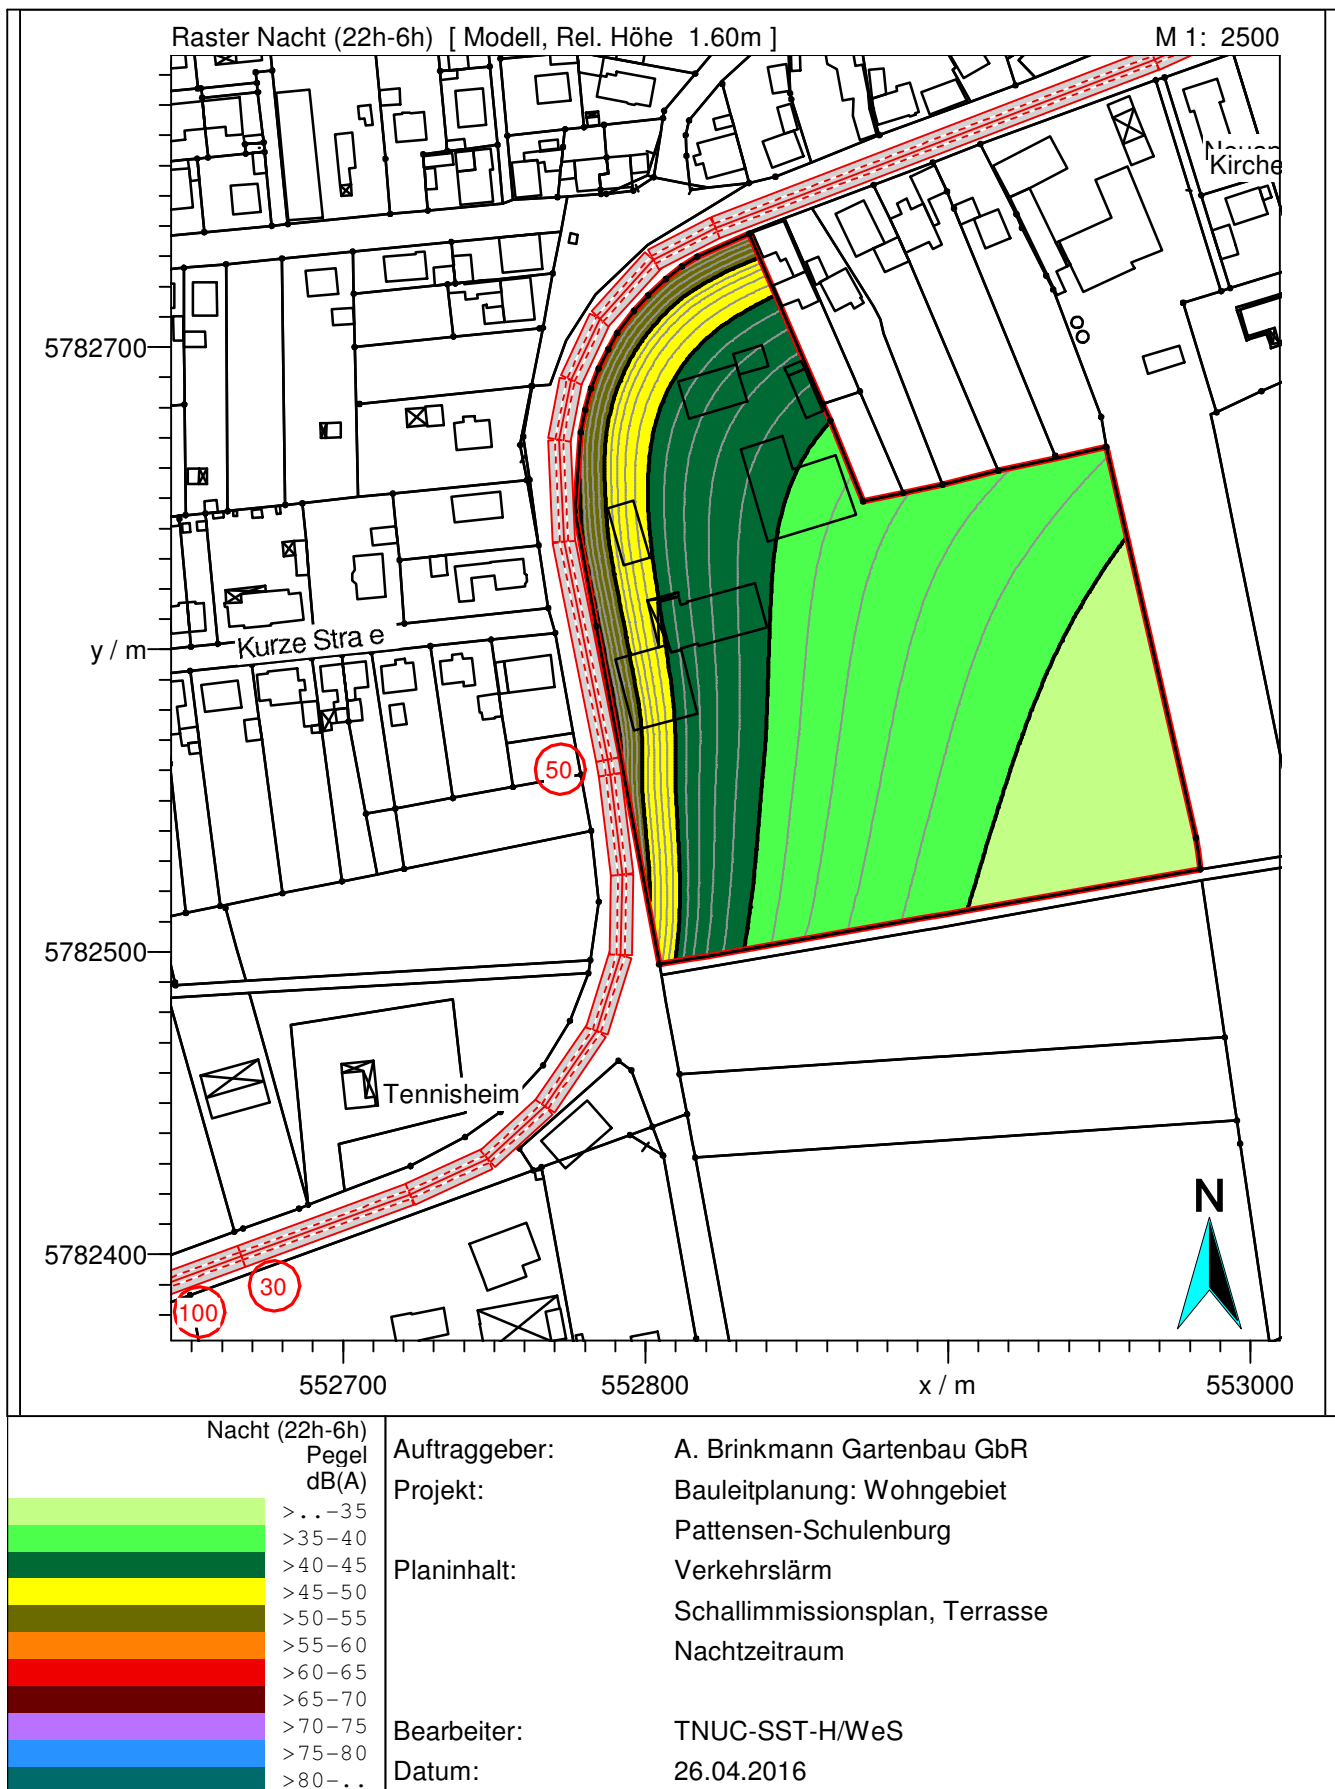 Raster Nacht (22h-6h)  [ Modell, Rel. Höhe  1.60m ]
M 1:  2500
Kirche
5782700
Kurze Stra e
y / m
50
5782500
Tennisheim
N
5782400
30
100
552700
552800
x / m
553000
Nacht (22h-6h)
Pegel
dB(A)
>..-35
>35-40
>40-45
>45-50
>50-55
>55-60
>60-65
>65-70
>70-75
>75-80
>80-..
Auftraggeber: A. Brinkmann Gartenbau GbR
Projekt: Bauleitplanung: Wohngebiet
Pattensen-Schulenburg
Planinhalt: Verkehrslärm
Schallimmissionsplan, Terrasse
Nachtzeitraum
Bearbeiter: TNUC-SST-H/WeS
Datum: 26.04.2016